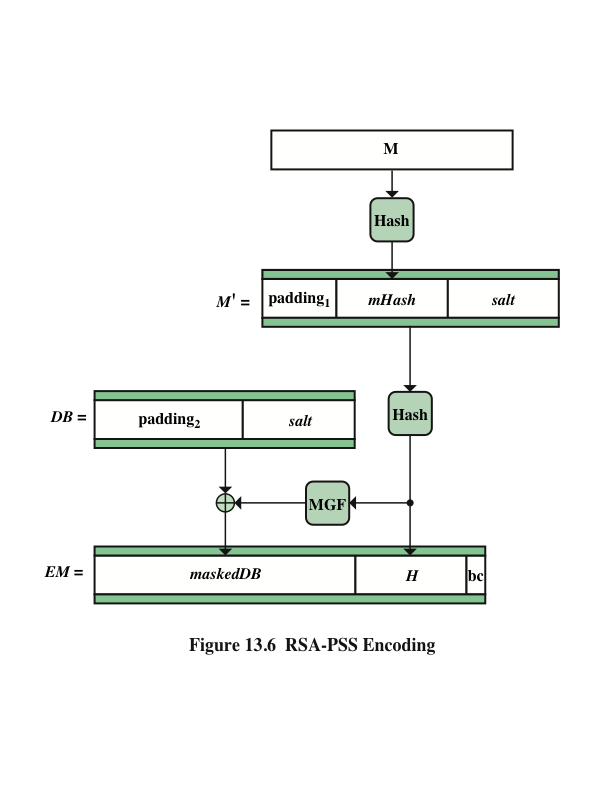 M
Hash
M' = padding₁ mHash salt
DB = padding₂ salt
Hash
MGF
EM = maskedDB H bc
Figure 13.6 RSA-PSS Encoding